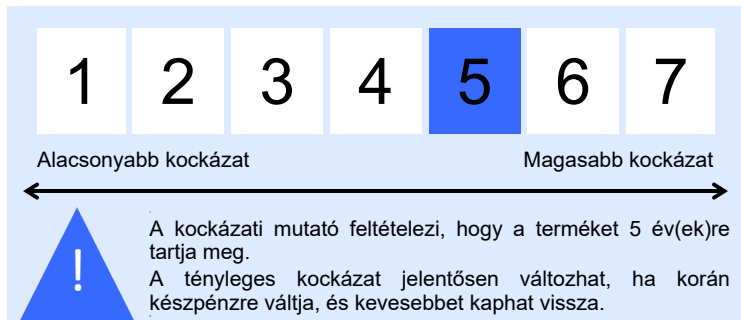 1 2 3 4 5 6 7
Alacsonyabb kockázat Magasabb kockázat
!
A kockázati mutató feltételezi, hogy a terméket 5 év(ek)re
tartja meg.
A tényleges kockázat jelentősen változhat, ha korán
készpénzre váltja, és kevesebbet kaphat vissza.